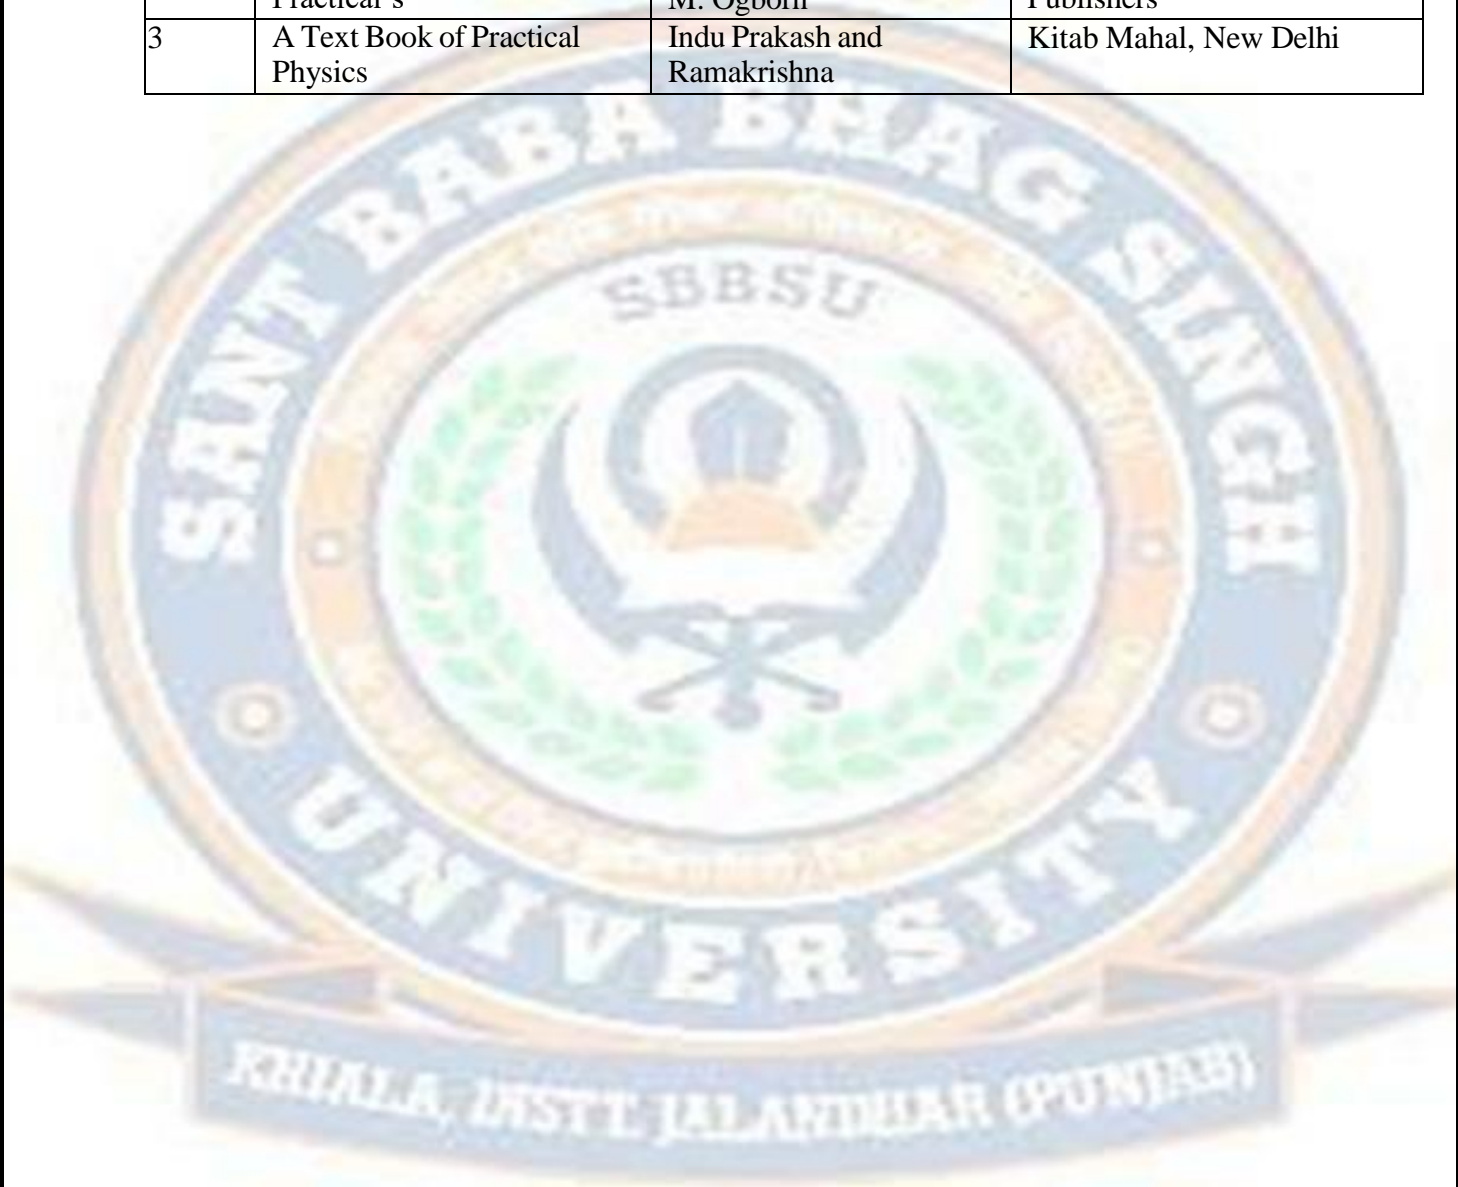 Practical's M. Ogborn Publishers
3 A Text Book of Practical Indu Prakash and Kitab Mahal, New Delhi
Physics Ramakrishna
SANT BABA BHAG SINGH
SBBSU
UNIVERSITY
KHIALA, DISTT. JALANDHAR (PUNJAB)